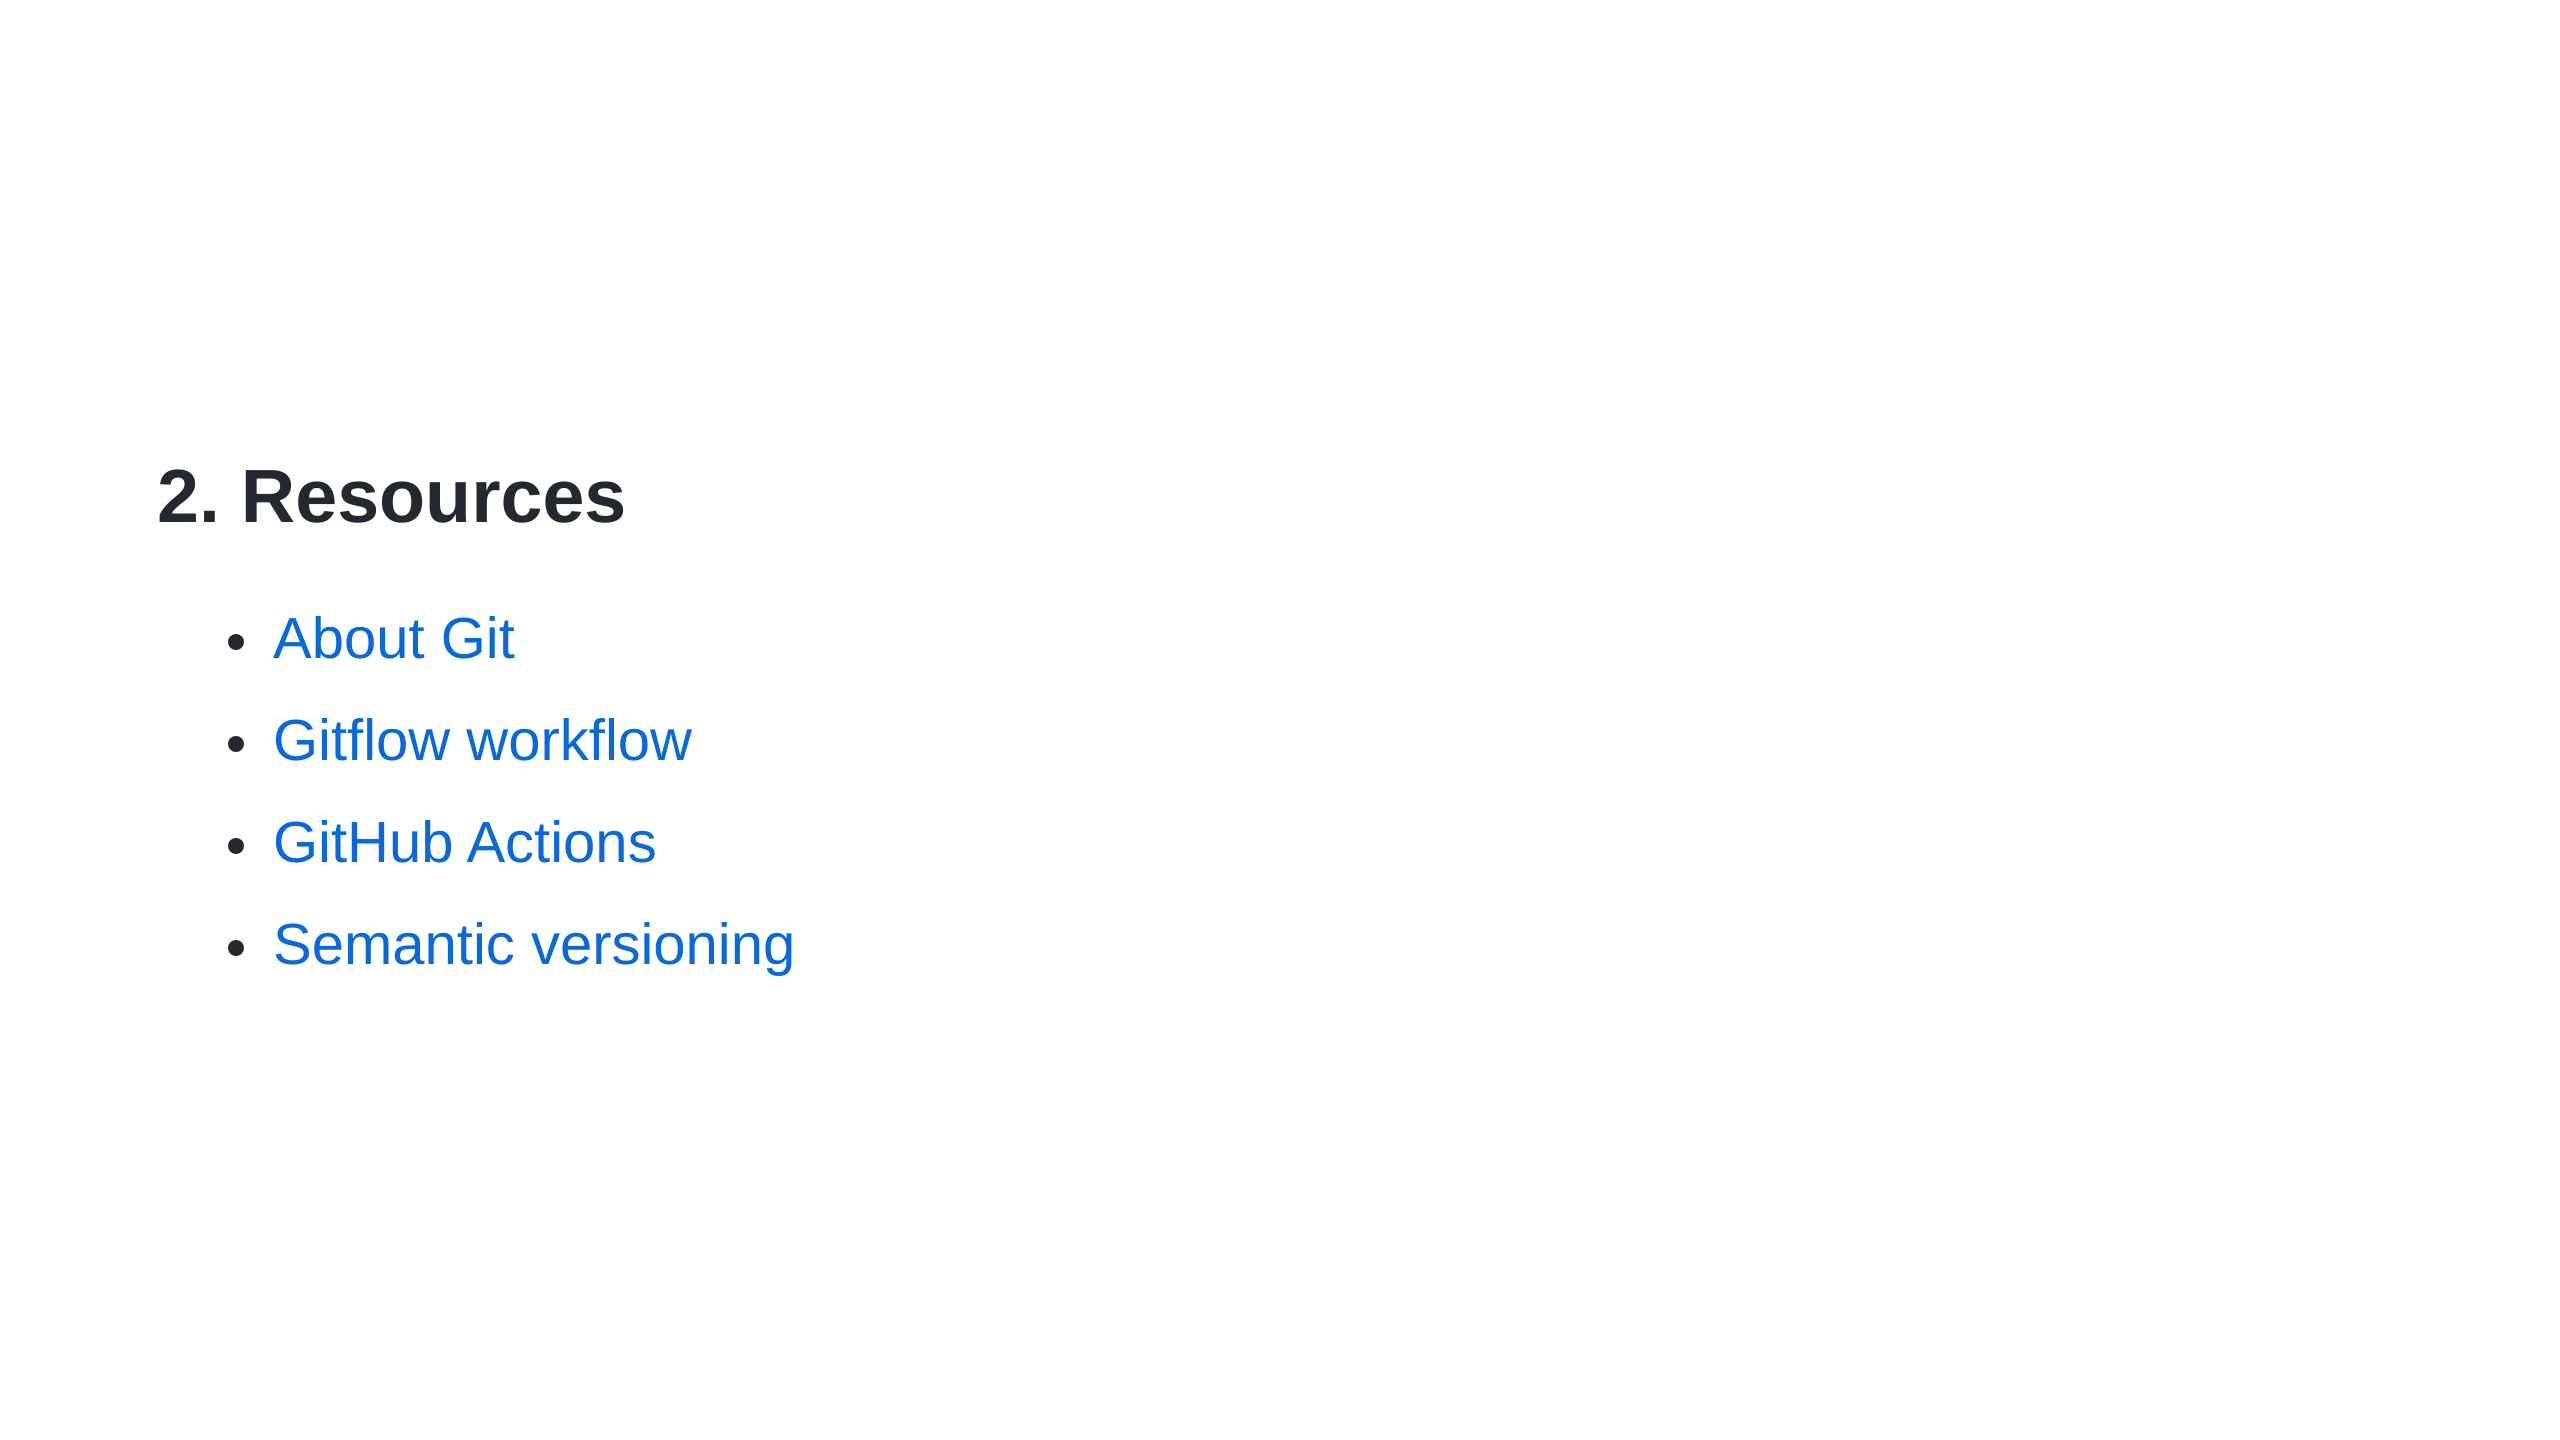 2. Resources
• About Git
• Gitflow workflow
• GitHub Actions
• Semantic versioning